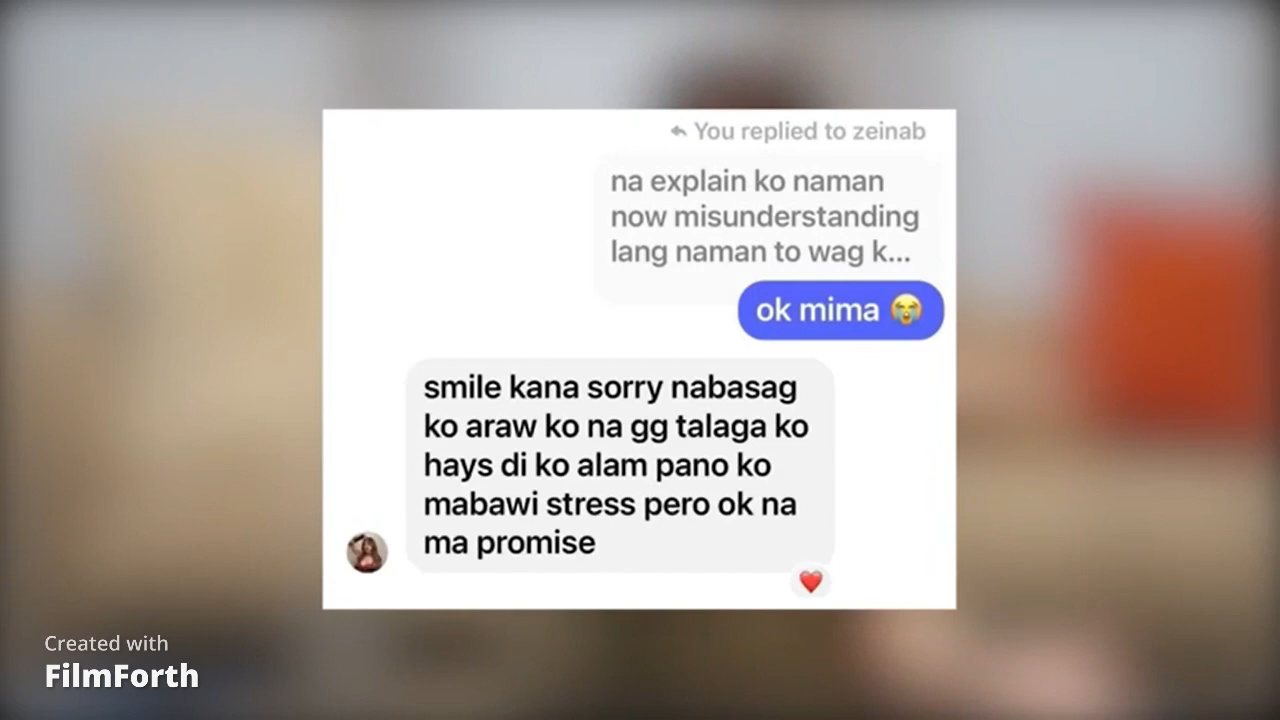 You replied to zeinab
na explain ko naman
now misunderstanding
lang naman to wag k...
ok mima 😭
smile kana sorry nabasag
ko araw ko na gg talaga ko
hays di ko alam pano ko
mabawi stress pero ok na
ma promise
Created with
FilmForth